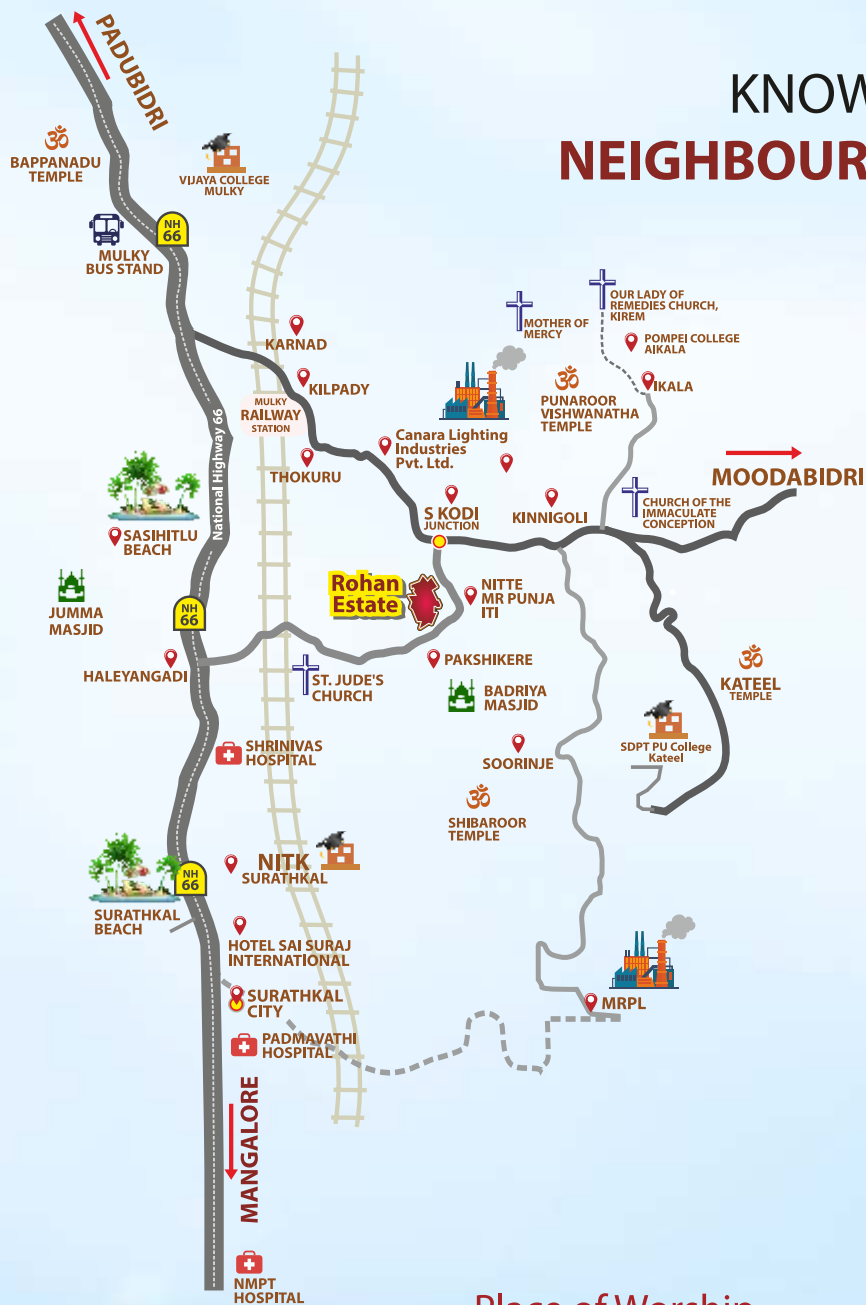 KNOW
NEIGHBOUR
PADUBIDRI
ॐ
BAPPANADU
TEMPLE
VIJAYA COLLEGE
MULKY
NH
66
MULKY
BUS STAND
OUR LADY OF
REMEDIES CHURCH,
KIREM
MOTHER OF
MERCY
POMPEI COLLEGE
AIKALA
KARNAD
KILPADY
IKALA
ॐ
PUNAROOR
VISHWANATHA
TEMPLE
MULKY
RAILWAY
STATION
Canara Lighting
Industries
Pvt. Ltd.
National Highway 66
THOKURU
MOODABIDRI
S KODI
JUNCTION
KINNIGOLI
CHURCH OF THE
IMMACULATE
CONCEPTION
SASIHITLU
BEACH
Rohan
Estate
NITTE
MR PUNJA
ITI
JUMMA
MASJID
NH
66
HALEYANGADI
PAKSHIKERE
ST. JUDE'S
CHURCH
BADRIYA
MASJID
ॐ
KATEEL
TEMPLE
SHRINIVAS
HOSPITAL
SOORINJE
SDPT PU College
Kateel
ॐ
SHIBAROOR
TEMPLE
NITK
SURATHKAL
NH
66
SURATHKAL
BEACH
HOTEL SAI SURAJ
INTERNATIONAL
SURATHKAL
CITY
MRPL
PADMAVATHI
HOSPITAL
MANGALORE
NMPT
HOSPITAL
Place of Worship